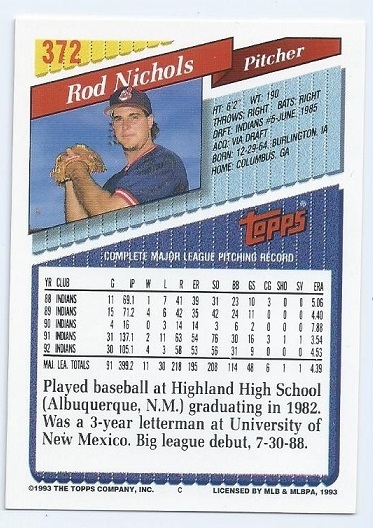 372
Rod Nichols
Pitcher
HT: 6'2" WT: 190
THROWS: RIGHT BATS: RIGHT
DRFT: INDIANS #5-JUNE, 1985
ACQ: VIA DRAFT
BORN: 12-29-64, BURLINGTON, IA
HOME: COLUMBUS, GA
TOPPS®
COMPLETE MAJOR LEAGUE PITCHING RECORD
YR CLUB G IP W L R ER SO BB GS CG SHO SV ERA
88 INDIANS 11 69.1 1 7 41 39 31 23 10 3 0 0 5.06
89 INDIANS 15 71.2 4 6 42 35 42 24 11 0 0 0 4.40
90 INDIANS 4 16 0 3 14 14 3 6 2 0 0 0 7.88
91 INDIANS 31 137.1 2 11 63 54 76 30 16 3 1 1 3.54
92 INDIANS 30 105.1 4 3 58 53 56 31 9 0 0 0 4.53
MAJ. LEA. TOTALS 91 399.2 11 30 218 195 208 114 48 6 1 1 4.39
Played baseball at Highland High School
(Albuquerque, N.M.) graduating in 1982.
Was a 3-year letterman at University of
New Mexico. Big league debut, 7-30-88.
©1993 THE TOPPS COMPANY, INC. C LICENSED BY MLB & MLBPA, 1993